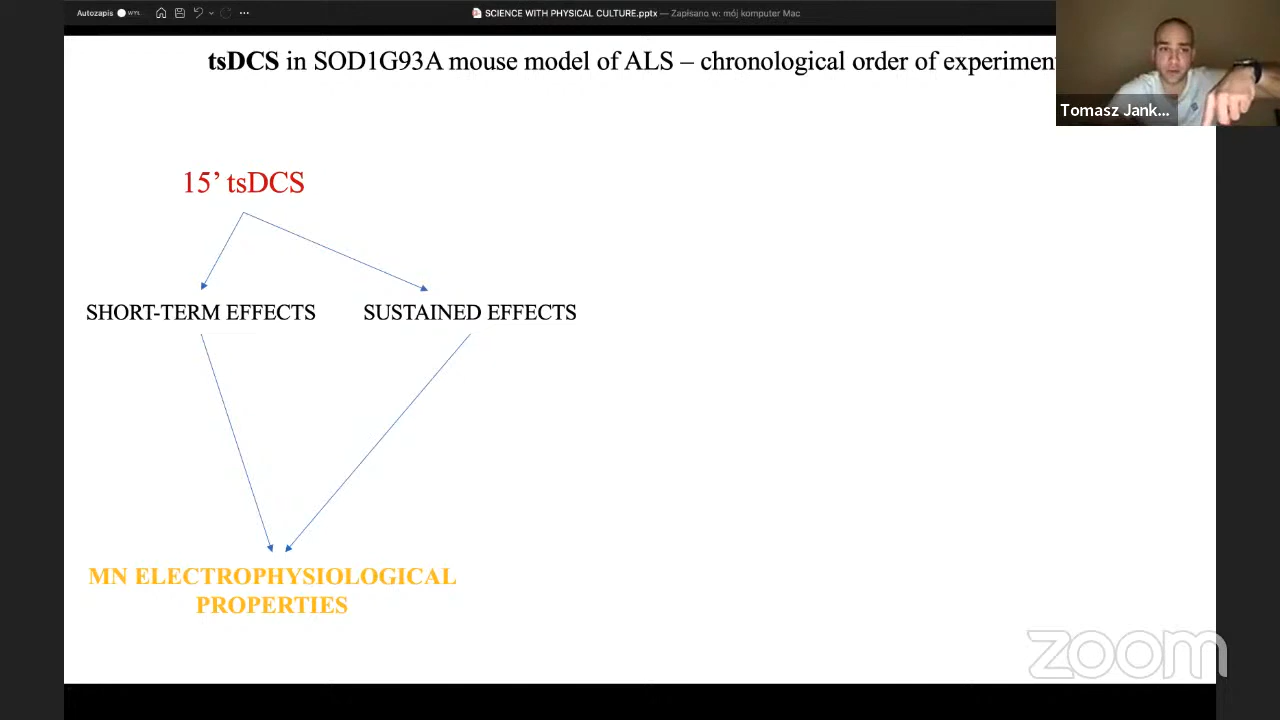 Autozapis WYŁ. SCIENCE WITH PHYSICAL CULTURE.pptx — Zapisano w: mój komputer Mac
tsDCS in SOD1G93A mouse model of ALS – chronological order of experimen
Tomasz Jank...
15’ tsDCS
SHORT-TERM EFFECTS SUSTAINED EFFECTS
MN ELECTROPHYSIOLOGICAL
PROPERTIES
zoom